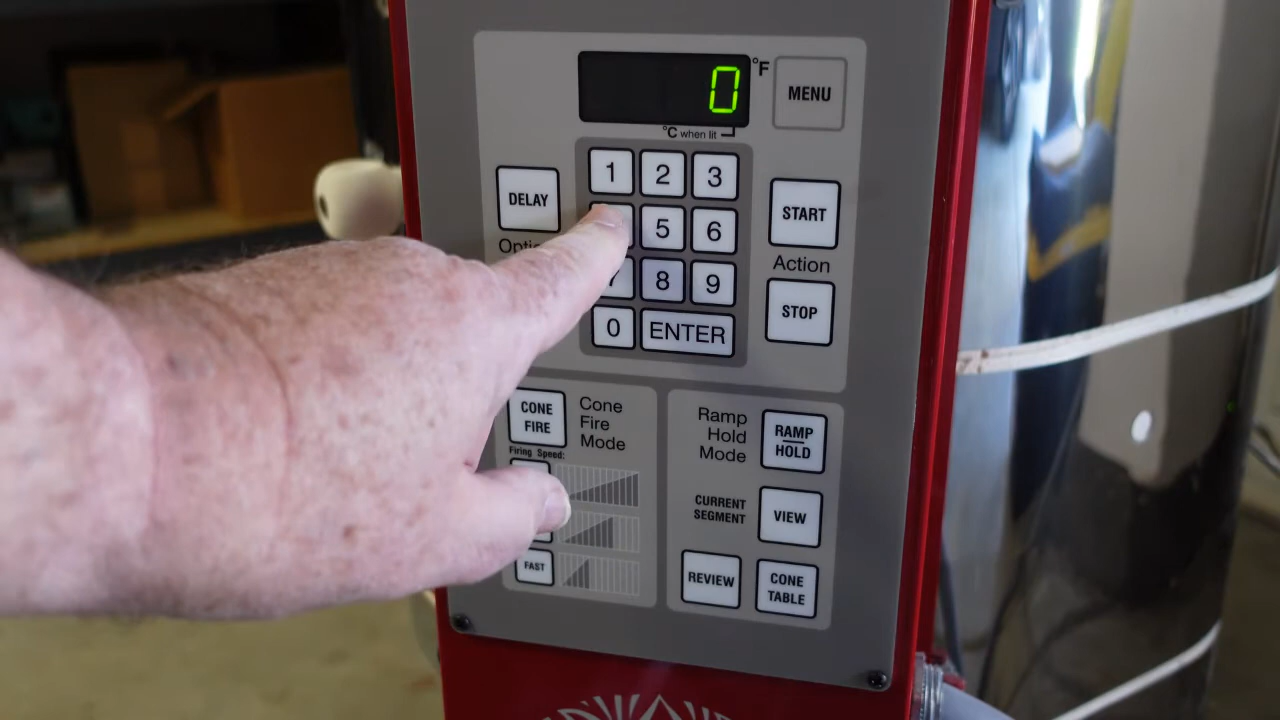 0
°F
MENU
°C when lit
1 2 3
DELAY
START
5 6
Action
7 8 9
STOP
0 ENTER
CONE
FIRE
Cone
Fire
Mode
Firing Speed:
FAST
Ramp
Hold
Mode
RAMP
HOLD
CURRENT
SEGMENT
VIEW
REVIEW
CONE
TABLE